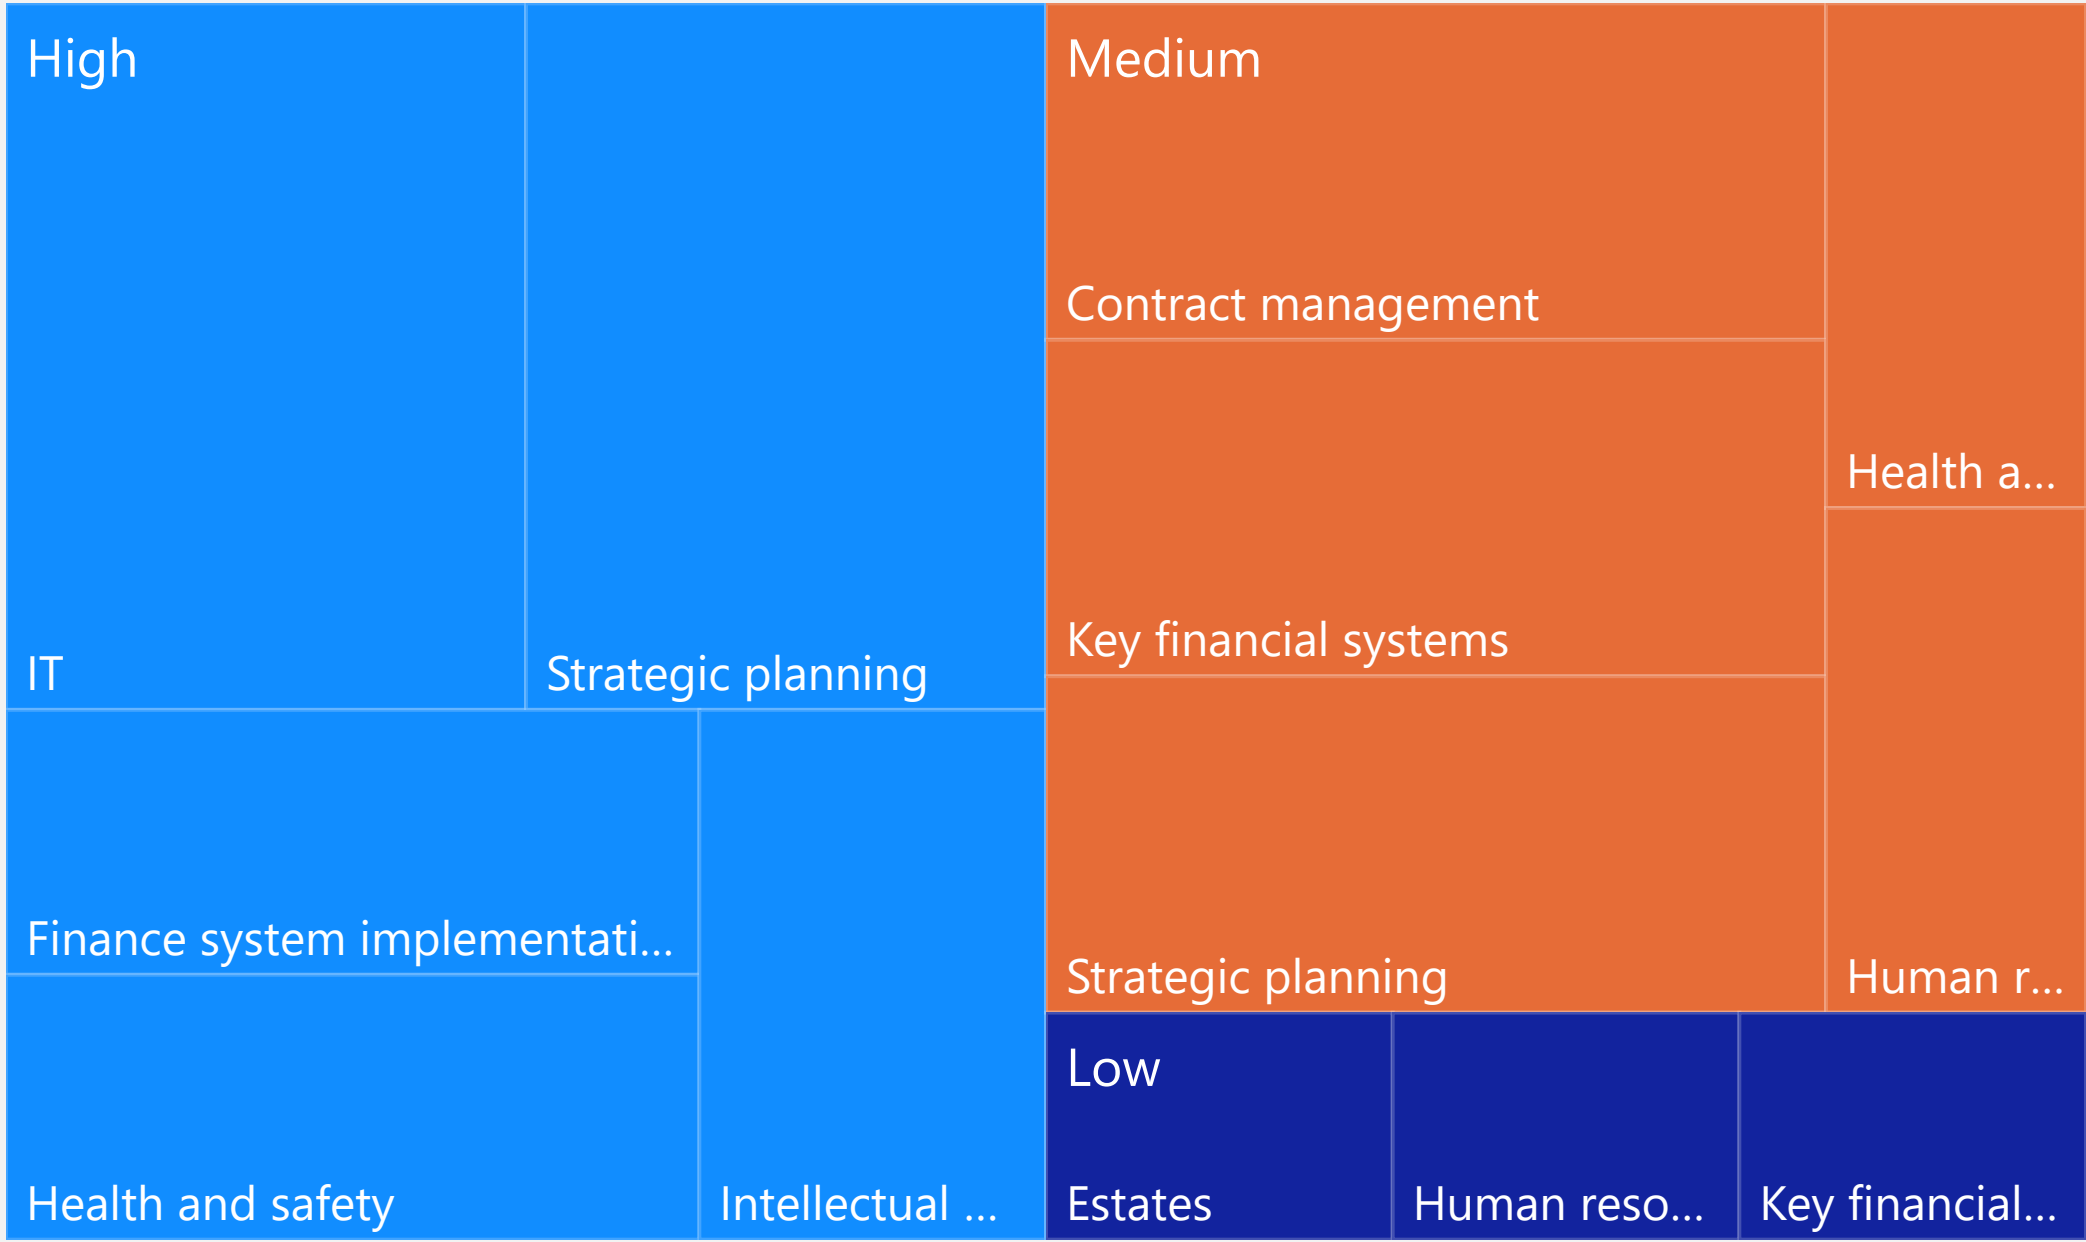 High
IT
Strategic planning
Finance system implementati...
Health and safety
Intellectual ...
Medium
Contract management
Key financial systems
Strategic planning
Health a...
Human r...
Low
Estates
Human reso...
Key financial...